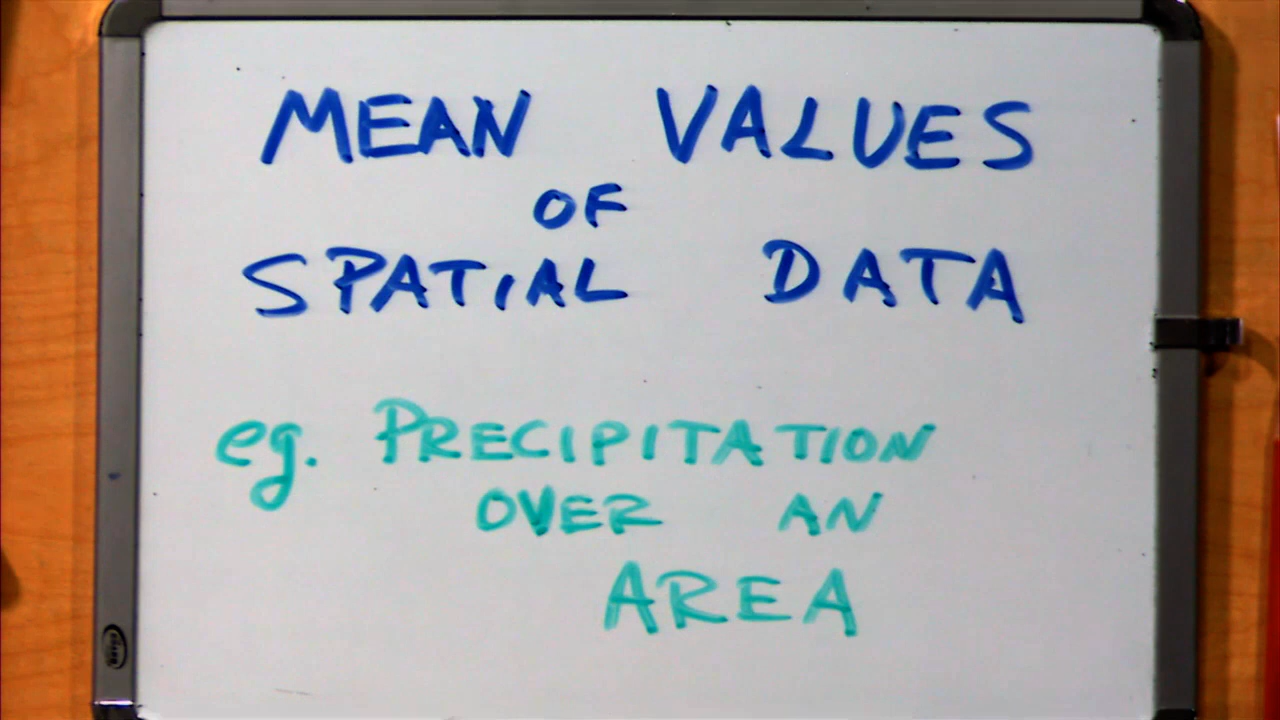 MEAN VALUES
OF
SPATIAL DATA
eg. PRECIPITATION
OVER AN
AREA